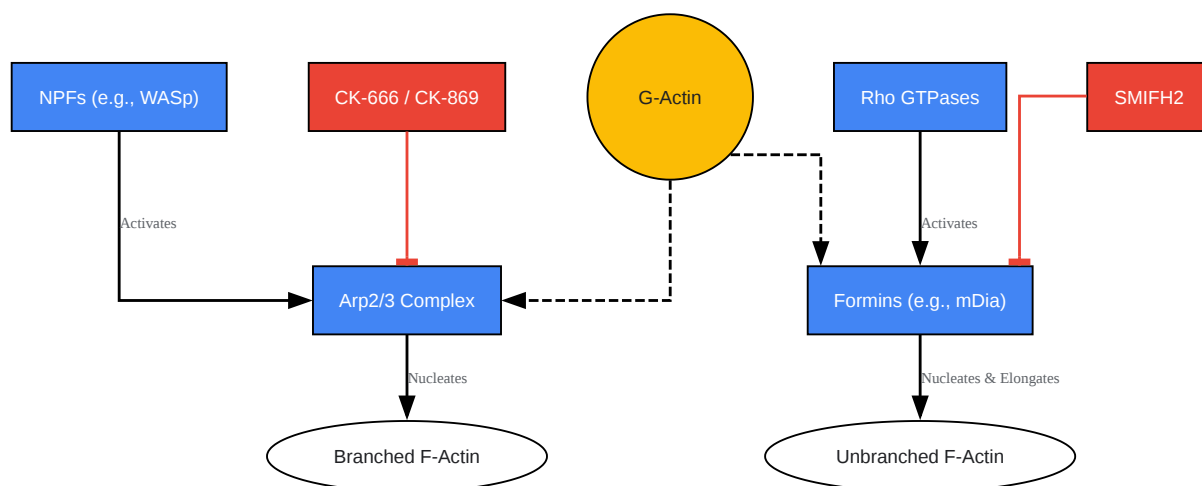 NPFs (e.g., WASp)
CK-666 / CK-869
G-Actin
Rho GTPases
SMIFH2
Activates
Activates
Arp2/3 Complex
Formins (e.g., mDia)
Nucleates
Nucleates & Elongates
Branched F-Actin
Unbranched F-Actin